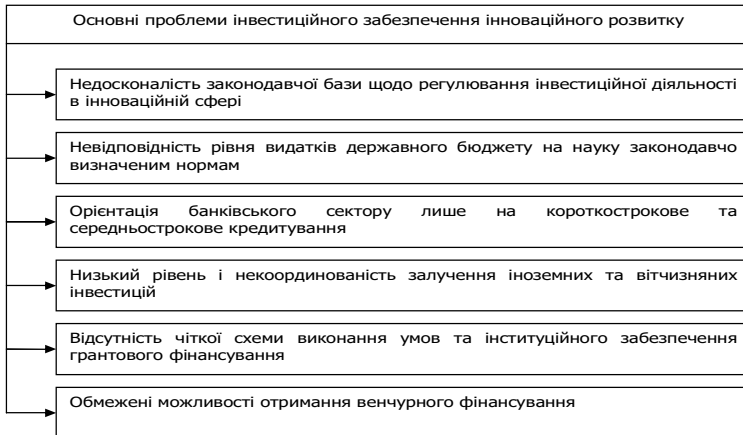 Основні проблеми інвестиційного забезпечення інноваційного розвитку
Недосконалість законодавчої бази щодо регулювання інвестиційної діяльності
в інноваційній сфері
Невідповідність рівня видатків державного бюджету на науку законодавчо
визначеним нормам
Орієнтація банківського сектору лише на короткострокове та
середньострокове кредитування
Низький рівень і некоординованість залучення іноземних та вітчизняних
інвестицій
Відсутність чіткої схеми виконання умов та інституційного забезпечення
грантового фінансування
Обмежені можливості отримання венчурного фінансування